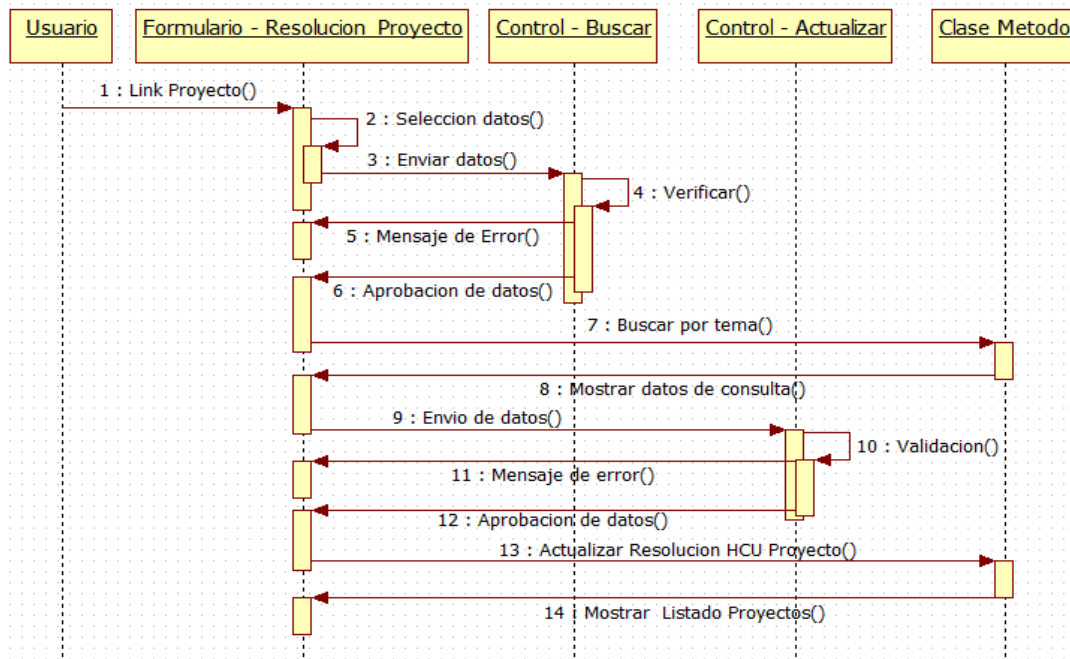 Usuario
Formulario - Resolucion_Proyecto
Control - Buscar
Control - Actualizar
Clase Metodo
1 : Link Proyecto()
2 : Seleccion datos()
3 : Enviar datos()
4 : Verificar()
5 : Mensaje de Error()
6 : Aprobacion de datos()
7 : Buscar por tema()
8 : Mostrar datos de consulta()
9 : Envio de datos()
10 : Validacion()
11 : Mensaje de error()
12 : Aprobacion de datos()
13 : Actualizar Resolucion HCU Proyecto()
14 : Mostrar Listado Proyectos()